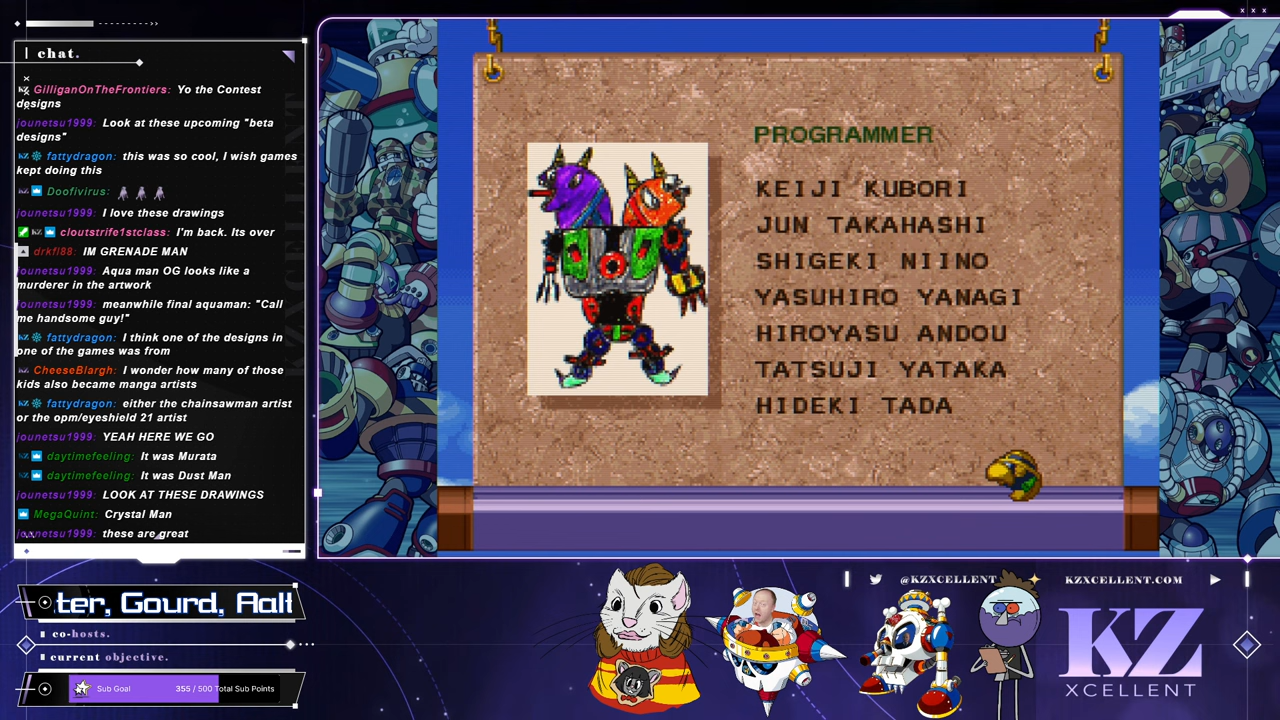 chat.
GilliganOnTheFrontiers: Yo the Contest
designs
jounetsu1999: Look at these upcoming "beta
designs"
fattydragon: this was so cool, I wish games
kept doing this
Doofivirus:
jounetsu1999: I love these drawings
cloutstrife1stclass: I'm back. Its over
drkfl88: IM GRENADE MAN
jounetsu1999: Aqua man OG looks like a
murderer in the artwork
jounetsu1999: meanwhile final aquaman: "Call
me handsome guy!"
fattydragon: I think one of the designs in
one of the games was from
CheeseBlargh: I wonder how many of those
kids also became manga artists
fattydragon: either the chainsawman artist
or the opm/eyeshield 21 artist
jounetsu1999: YEAH HERE WE GO
daytimefeeling: It was Murata
daytimefeeling: It was Dust Man
jounetsu1999: LOOK AT THESE DRAWINGS
MegaQuint: Crystal Man
jounetsu1999: these are great
PROGRAMMER
KEIJI KUBORI
JUN TAKAHASHI
SHIGEKI NIINO
YASUHIRO YANAGI
HIROYASU ANDOU
TATSUJI YATAKA
HIDEKI TADA
ter, Gourd, Aalt
co-hosts.
current objective.
Sub Goal 355 / 500 Total Sub Points
@KZXCELLENT
KZXCELLENT.COM
KZ
XCELLENT